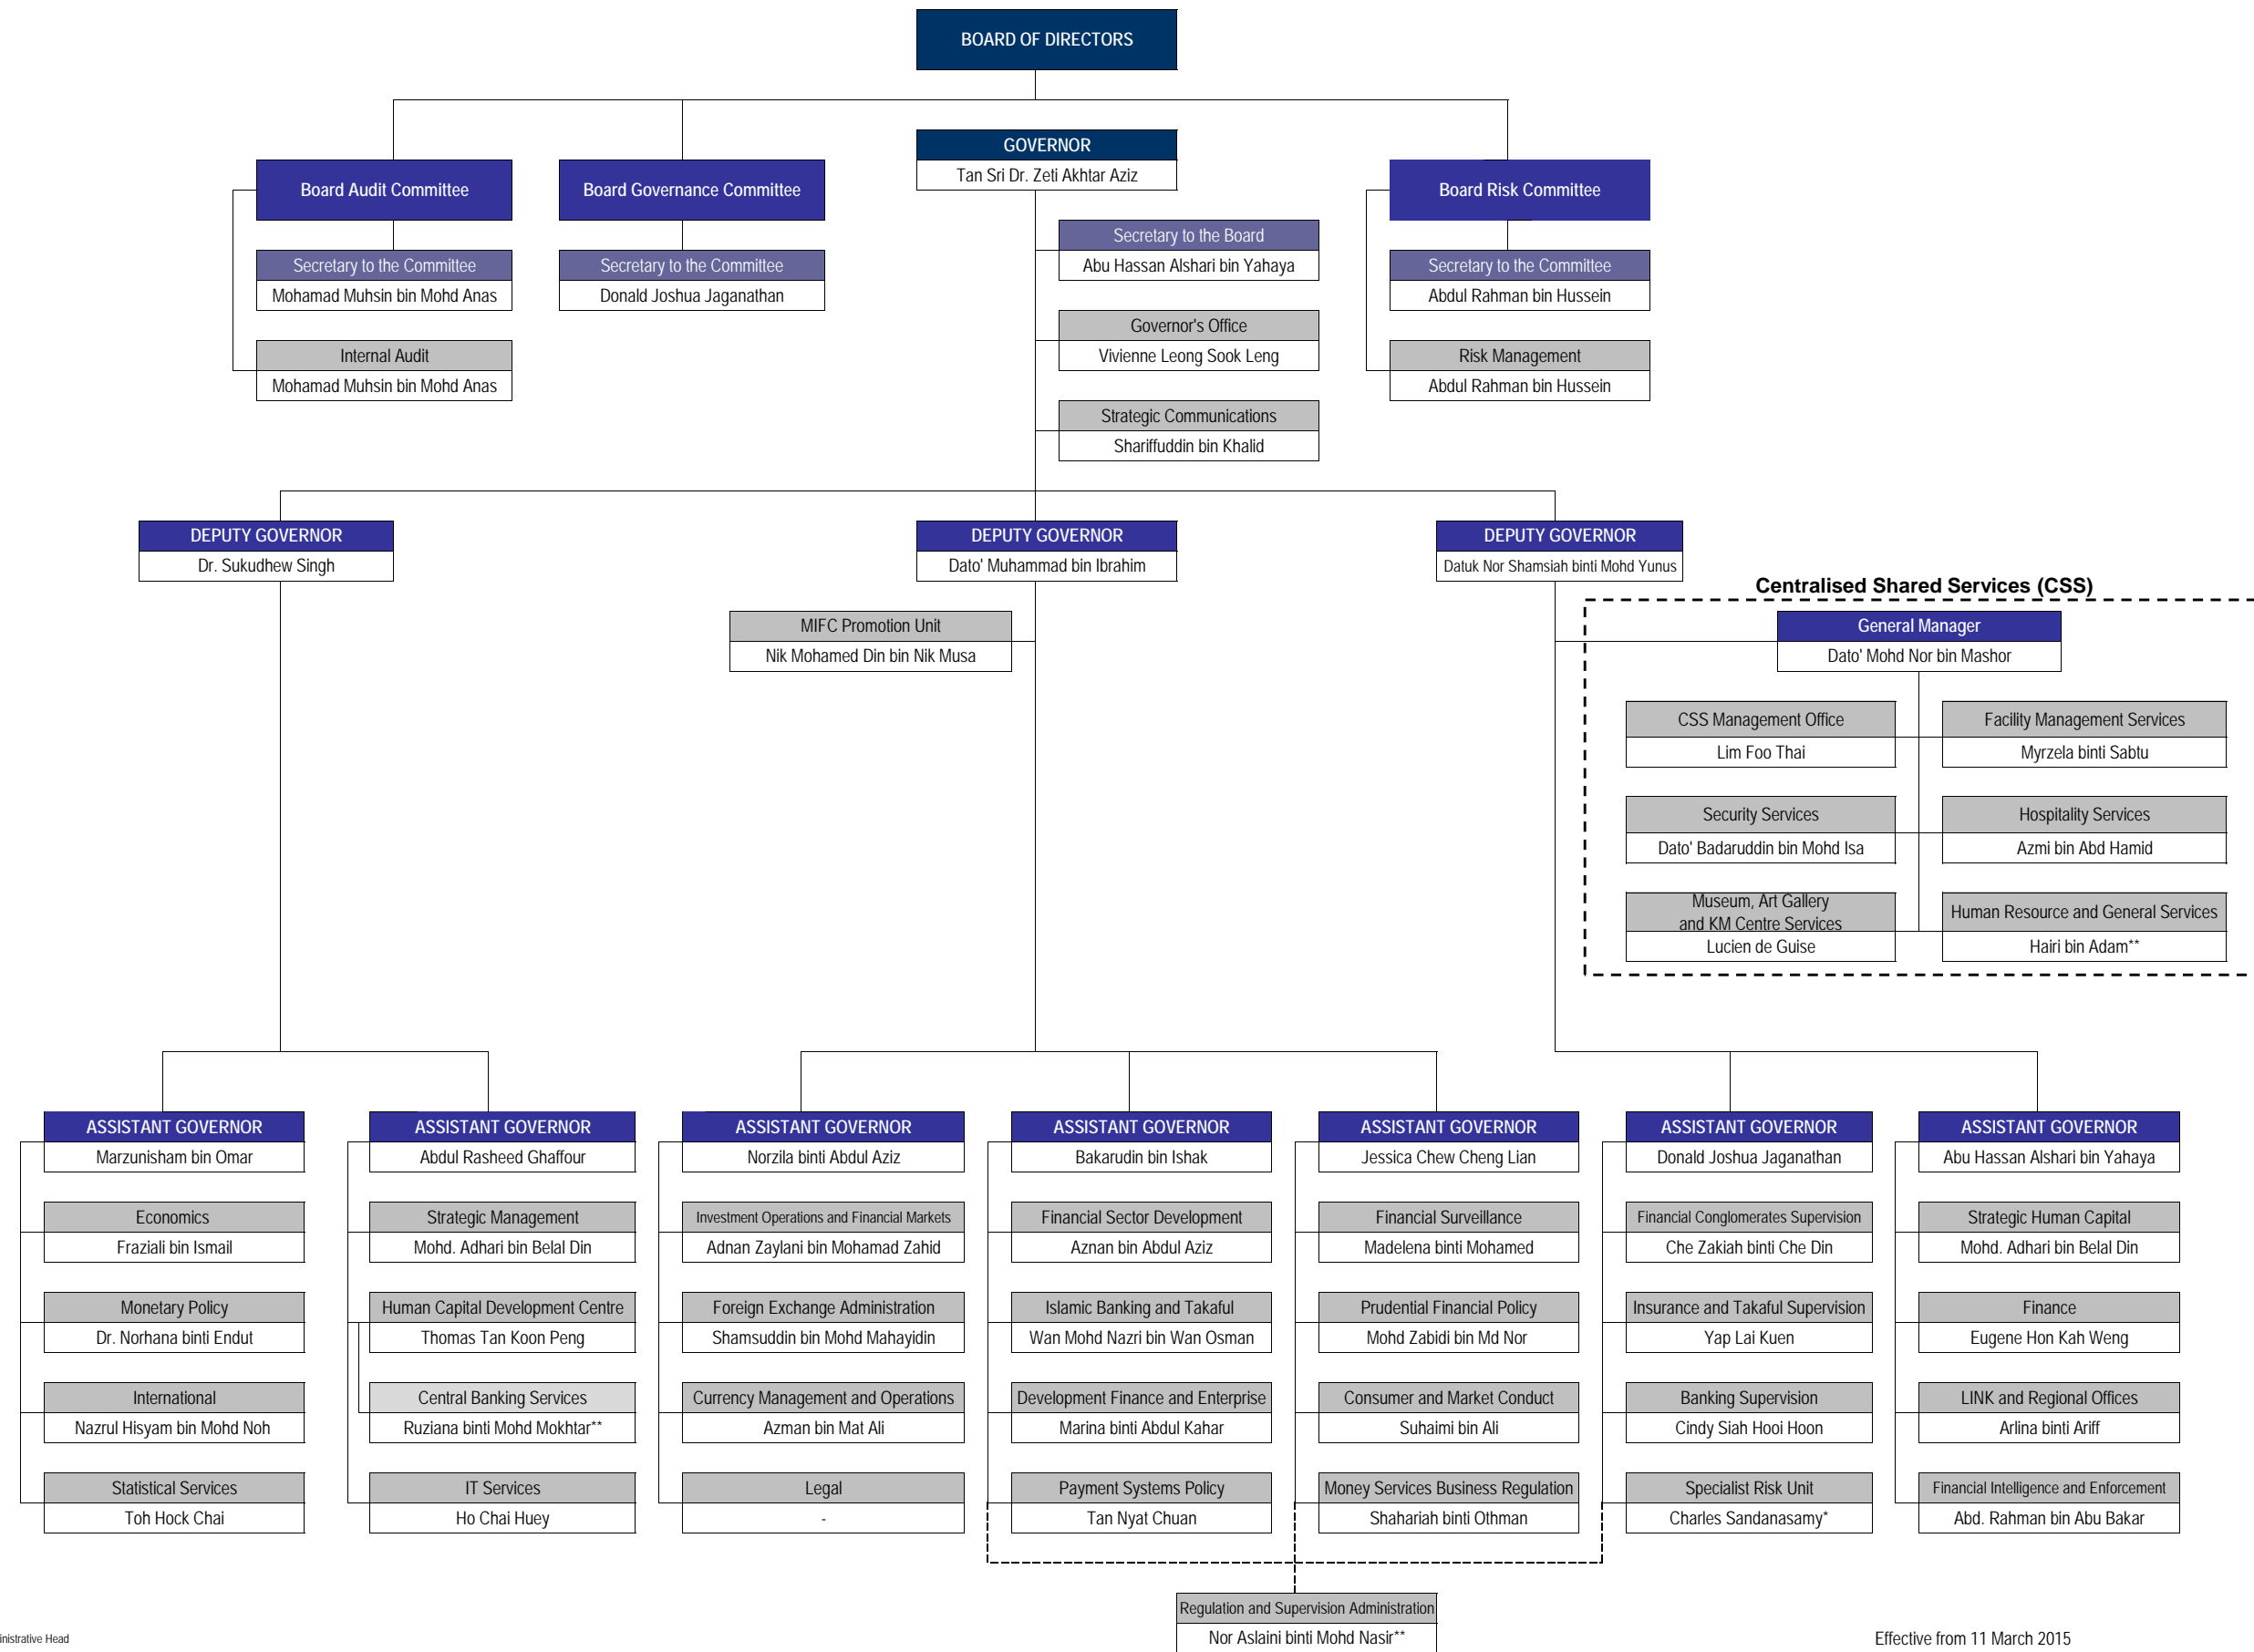 BOARD OF DIRECTORS
GOVERNOR
Tan Sri Dr. Zeti Akhtar Aziz
Board Audit Committee
Board Governance Committee
Board Risk Committee
Secretary to the Committee
Mohamad Muhsin bin Mohd Anas
Secretary to the Committee
Donald Joshua Jaganathan
Secretary to the Board
Abu Hassan Alshari bin Yahaya
Secretary to the Committee
Abdul Rahman bin Hussein
Internal Audit
Mohamad Muhsin bin Mohd Anas
Governor's Office
Vivienne Leong Sook Leng
Risk Management
Abdul Rahman bin Hussein
Strategic Communications
Shariffuddin bin Khalid
DEPUTY GOVERNOR
Dr. Sukudhew Singh
DEPUTY GOVERNOR
Dato' Muhammad bin Ibrahim
DEPUTY GOVERNOR
Datuk Nor Shamsiah binti Mohd Yunus
MIFC Promotion Unit
Nik Mohamed Din bin Nik Musa
Centralised Shared Services (CSS)
General Manager
Dato' Mohd Nor bin Mashor
CSS Management Office
Lim Foo Thai
Facility Management Services
Myrzela binti Sabtu
Security Services
Dato' Badaruddin bin Mohd Isa
Hospitality Services
Azmi bin Abd Hamid
Museum, Art Gallery
and KM Centre Services
Lucien de Guise
Human Resource and General Services
Hairi bin Adam**
ASSISTANT GOVERNOR
Marzunisham bin Omar
ASSISTANT GOVERNOR
Abdul Rasheed Ghaffour
ASSISTANT GOVERNOR
Norzila binti Abdul Aziz
ASSISTANT GOVERNOR
Bakarudin bin Ishak
ASSISTANT GOVERNOR
Jessica Chew Cheng Lian
ASSISTANT GOVERNOR
Donald Joshua Jaganathan
ASSISTANT GOVERNOR
Abu Hassan Alshari bin Yahaya
Economics
Fraziali bin Ismail
Strategic Management
Mohd. Adhari bin Belal Din
Investment Operations and Financial Markets
Adnan Zaylani bin Mohamad Zahid
Financial Sector Development
Aznan bin Abdul Aziz
Financial Surveillance
Madelena binti Mohamed
Financial Conglomerates Supervision
Che Zakiah binti Che Din
Strategic Human Capital
Mohd. Adhari bin Belal Din
Monetary Policy
Dr. Norhana binti Endut
Human Capital Development Centre
Thomas Tan Koon Peng
Foreign Exchange Administration
Shamsuddin bin Mohd Mahayidin
Islamic Banking and Takaful
Wan Mohd Nazri bin Wan Osman
Prudential Financial Policy
Mohd Zabidi bin Md Nor
Insurance and Takaful Supervision
Yap Lai Kuen
Finance
Eugene Hon Kah Weng
International
Nazrul Hisyam bin Mohd Noh
Central Banking Services
Ruziana binti Mohd Mokhtar**
Currency Management and Operations
Azman bin Mat Ali
Development Finance and Enterprise
Marina binti Abdul Kahar
Consumer and Market Conduct
Suhaimi bin Ali
Banking Supervision
Cindy Siah Hooi Hoon
LINK and Regional Offices
Arlina binti Ariff
Statistical Services
Toh Hock Chai
IT Services
Ho Chai Huey
Legal
-
Payment Systems Policy
Tan Nyat Chuan
Money Services Business Regulation
Shahariah binti Othman
Specialist Risk Unit
Charles Sandanasamy*
Financial Intelligence and Enforcement
Abd. Rahman bin Abu Bakar
Regulation and Supervision Administration
Nor Aslaini binti Mohd Nasir**
inistrative Head
Effective from 11 March 2015